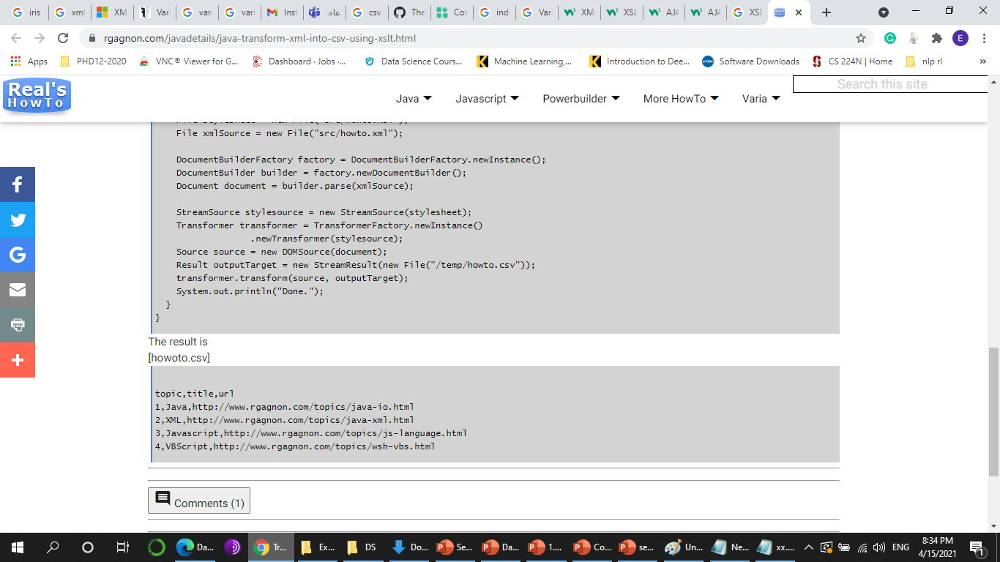 iris
xml
XM
Vari
vari
vari
Inst
عام
csv
The
Cor
inde
Var
XM
XSL
AJA
AJA
XSL
rgagnon.com/javadetails/java-transform-xml-into-csv-using-xslt.html
E
Apps
PHD12-2020
VNC® Viewer for G...
Dashboard · Jobs ·...
Data Science Cours...
Machine Learning,...
Introduction to Dee...
Software Downloads
CS 224N | Home
nlp rl
»
Real's
HowTo
Java
Javascript
Powerbuilder
More HowTo
Varia
Search this site
File xmlSource = new File("src/howto.xml");
DocumentBuilderFactory factory = DocumentBuilderFactory.newInstance();
DocumentBuilder builder = factory.newDocumentBuilder();
Document document = builder.parse(xmlSource);
StreamSource stylesource = new StreamSource(stylesheet);
Transformer transformer = TransformerFactory.newInstance()
.newTransformer(stylesource);
Source source = new DOMSource(document);
Result outputTarget = new StreamResult(new File("/temp/howto.csv"));
transformer.transform(source, outputTarget);
System.out.println("Done.");
}
}
The result is
[howoto.csv]
topic,title,url
1,Java,http://www.rgagnon.com/topics/java-io.html
2,XML,http://www.rgagnon.com/topics/java-xml.html
3,Javascript,http://www.rgagnon.com/topics/js-language.html
4,VBScript,http://www.rgagnon.com/topics/wsh-vbs.html
Comments (1)
Da...
Tr...
Ex...
DS
Do...
Se...
Da...
1....
Co...
se...
Un...
Ne...
xx....
ENG
8:34 PM
4/15/2021
1